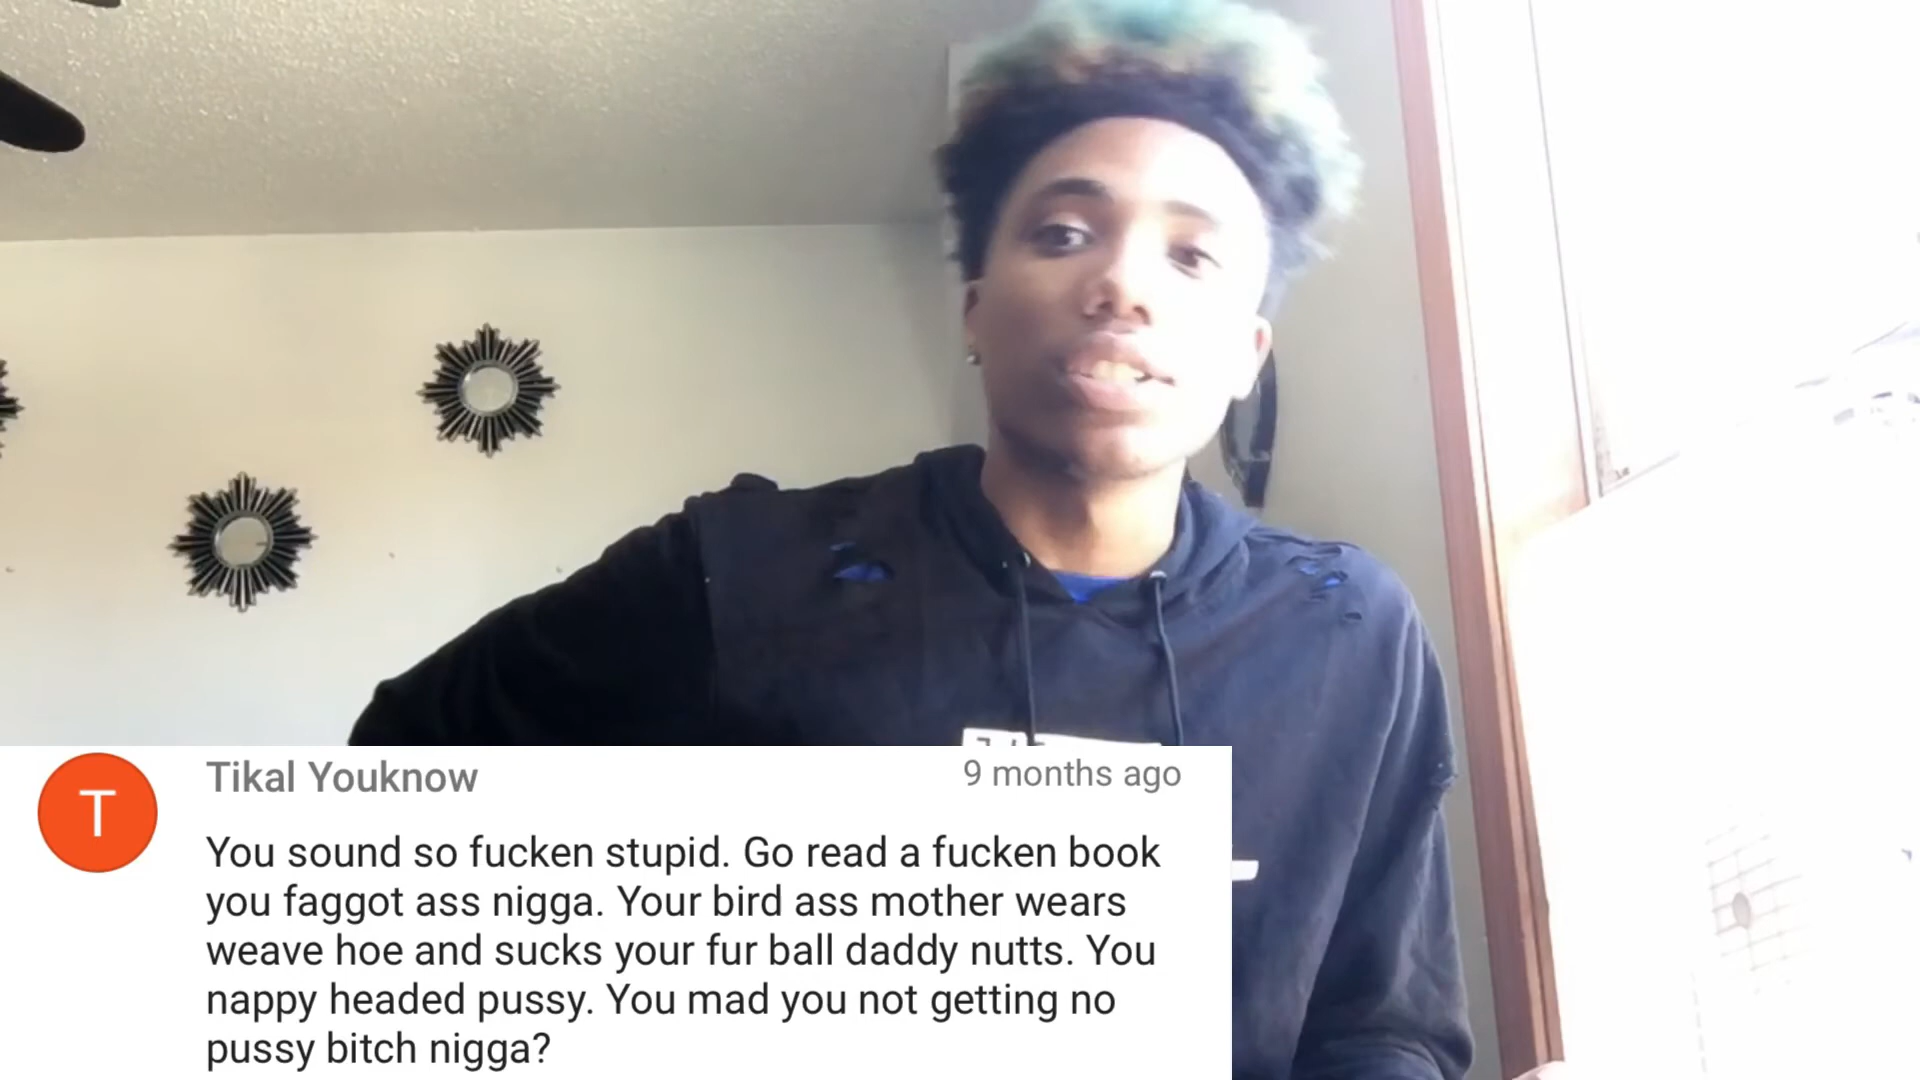 T
Tikal Youknow
9 months ago
You sound so fucken stupid. Go read a fucken book
you faggot ass nigga. Your bird ass mother wears
weave hoe and sucks your fur ball daddy nutts. You
nappy headed pussy. You mad you not getting no
pussy bitch nigga?